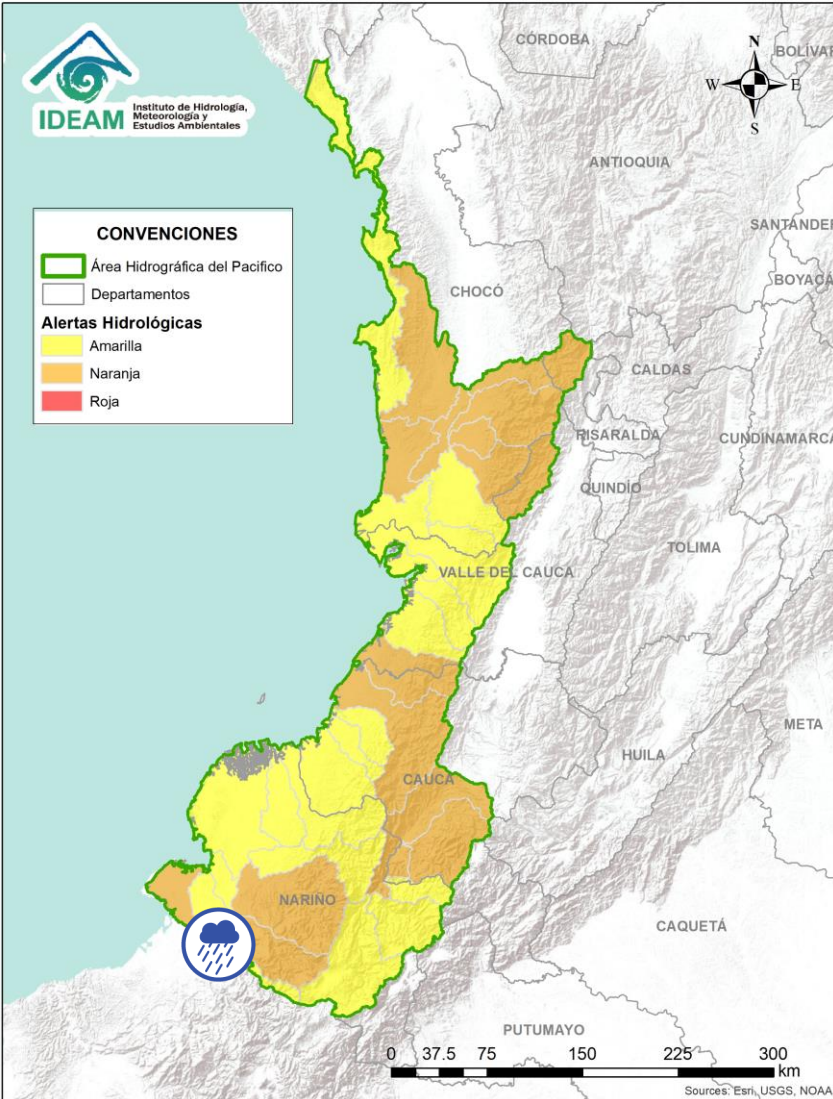 IDEAM
Instituto de Hidrología,
Meteorología y
Estudios Ambientales
CÓRDOBA
BOLÍVAR
N
W
E
S
ANTIOQUIA
SANTANDER
CONVENCIONES
Área Hidrográfica del Pacifico
Departamentos
Alertas Hidrológicas
Amarilla
Naranja
Roja
BOYACÁ
CHOCÓ
CALDAS
RISARALDA
CUNDINAMARCA
QUINDÍO
TOLIMA
VALLE DEL CAUCA
META
HUILA
CAUCA
NARIÑO
CAQUETÁ
PUTUMAYO
0 37.5 75 150 225 300
km
Sources: Esri, USGS, NOAA